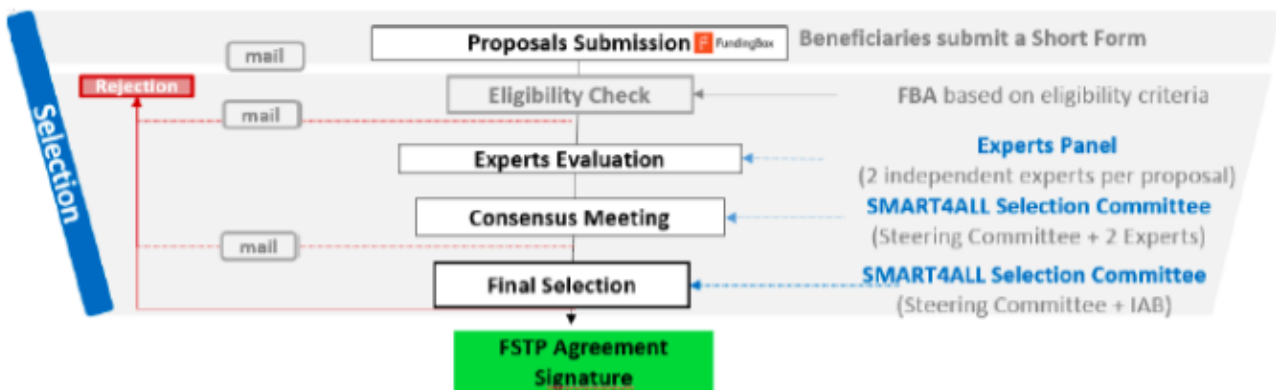 Proposals Submission FundingBox
Beneficiaries submit a Short Form
mail
Rejection
Eligibility Check
FBA based on eligibility criteria
mail
Selection
Experts Evaluation
Experts Panel
(2 independent experts per proposal)
Consensus Meeting
SMART4ALL Selection Committee
(Steering Committee + 2 Experts)
mail
Final Selection
SMART4ALL Selection Committee
(Steering Committee + IAB)
FSTP Agreement
Signature